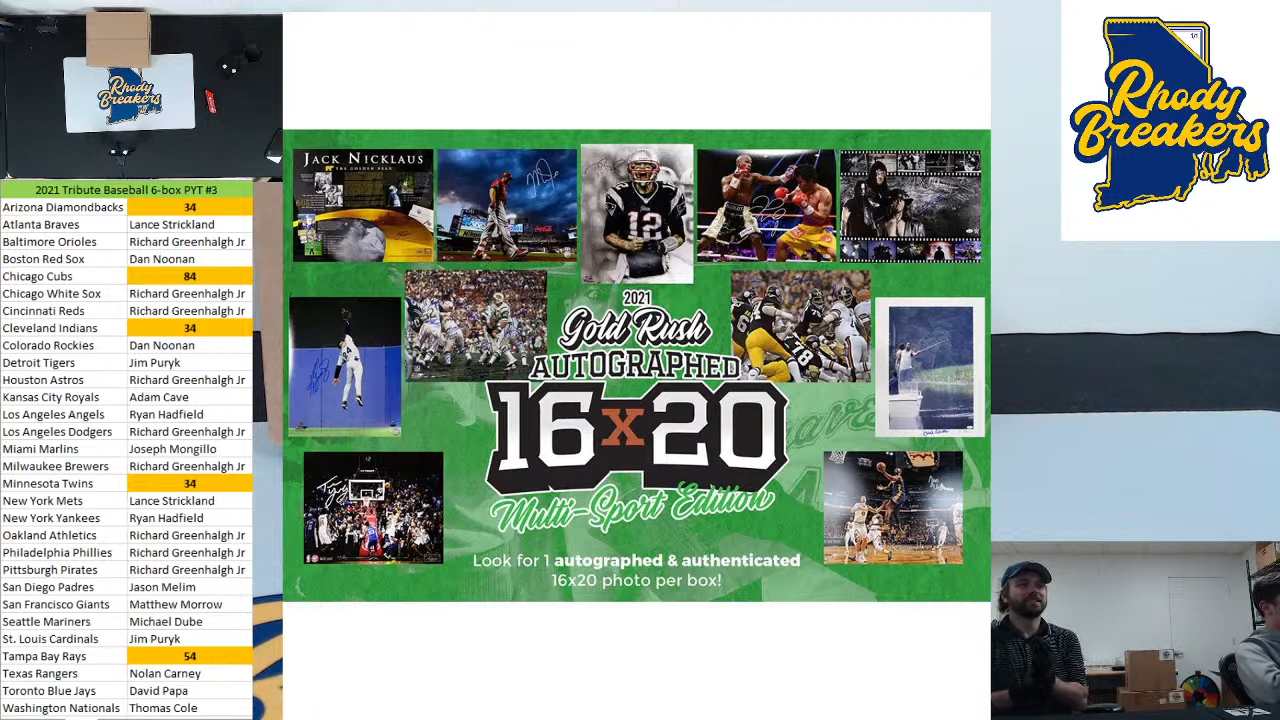 Rhody
Breakers
2021 Tribute Baseball 6-box PYT #3
Arizona Diamondbacks 34
Atlanta Braves Lance Strickland
Baltimore Orioles Richard Greenhalgh Jr
Boston Red Sox Dan Noonan
Chicago Cubs 84
Chicago White Sox Richard Greenhalgh Jr
Cincinnati Reds Richard Greenhalgh Jr
Cleveland Indians 34
Colorado Rockies Dan Noonan
Detroit Tigers Jim Puryk
Houston Astros Richard Greenhalgh Jr
Kansas City Royals Adam Cave
Los Angeles Angels Ryan Hadfield
Los Angeles Dodgers Richard Greenhalgh Jr
Miami Marlins Joseph Mongillo
Milwaukee Brewers Richard Greenhalgh Jr
Minnesota Twins 34
New York Mets Lance Strickland
New York Yankees Ryan Hadfield
Oakland Athletics Richard Greenhalgh Jr
Philadelphia Phillies Richard Greenhalgh Jr
Pittsburgh Pirates Richard Greenhalgh Jr
San Diego Padres Jason Melim
San Francisco Giants Matthew Morrow
Seattle Mariners Michael Dube
St. Louis Cardinals Jim Puryk
Tampa Bay Rays 54
Texas Rangers Nolan Carney
Toronto Blue Jays David Papa
Washington Nationals Thomas Cole
JACK NICKLAUS
THE GOLDEN BEAR
12
2021
Gold Rush
AUTOGRAPHED
16x20
Multi-Sport Edition
Look for 1 autographed & authenticated
16x20 photo per box!
1/1
Rhody
Breakers